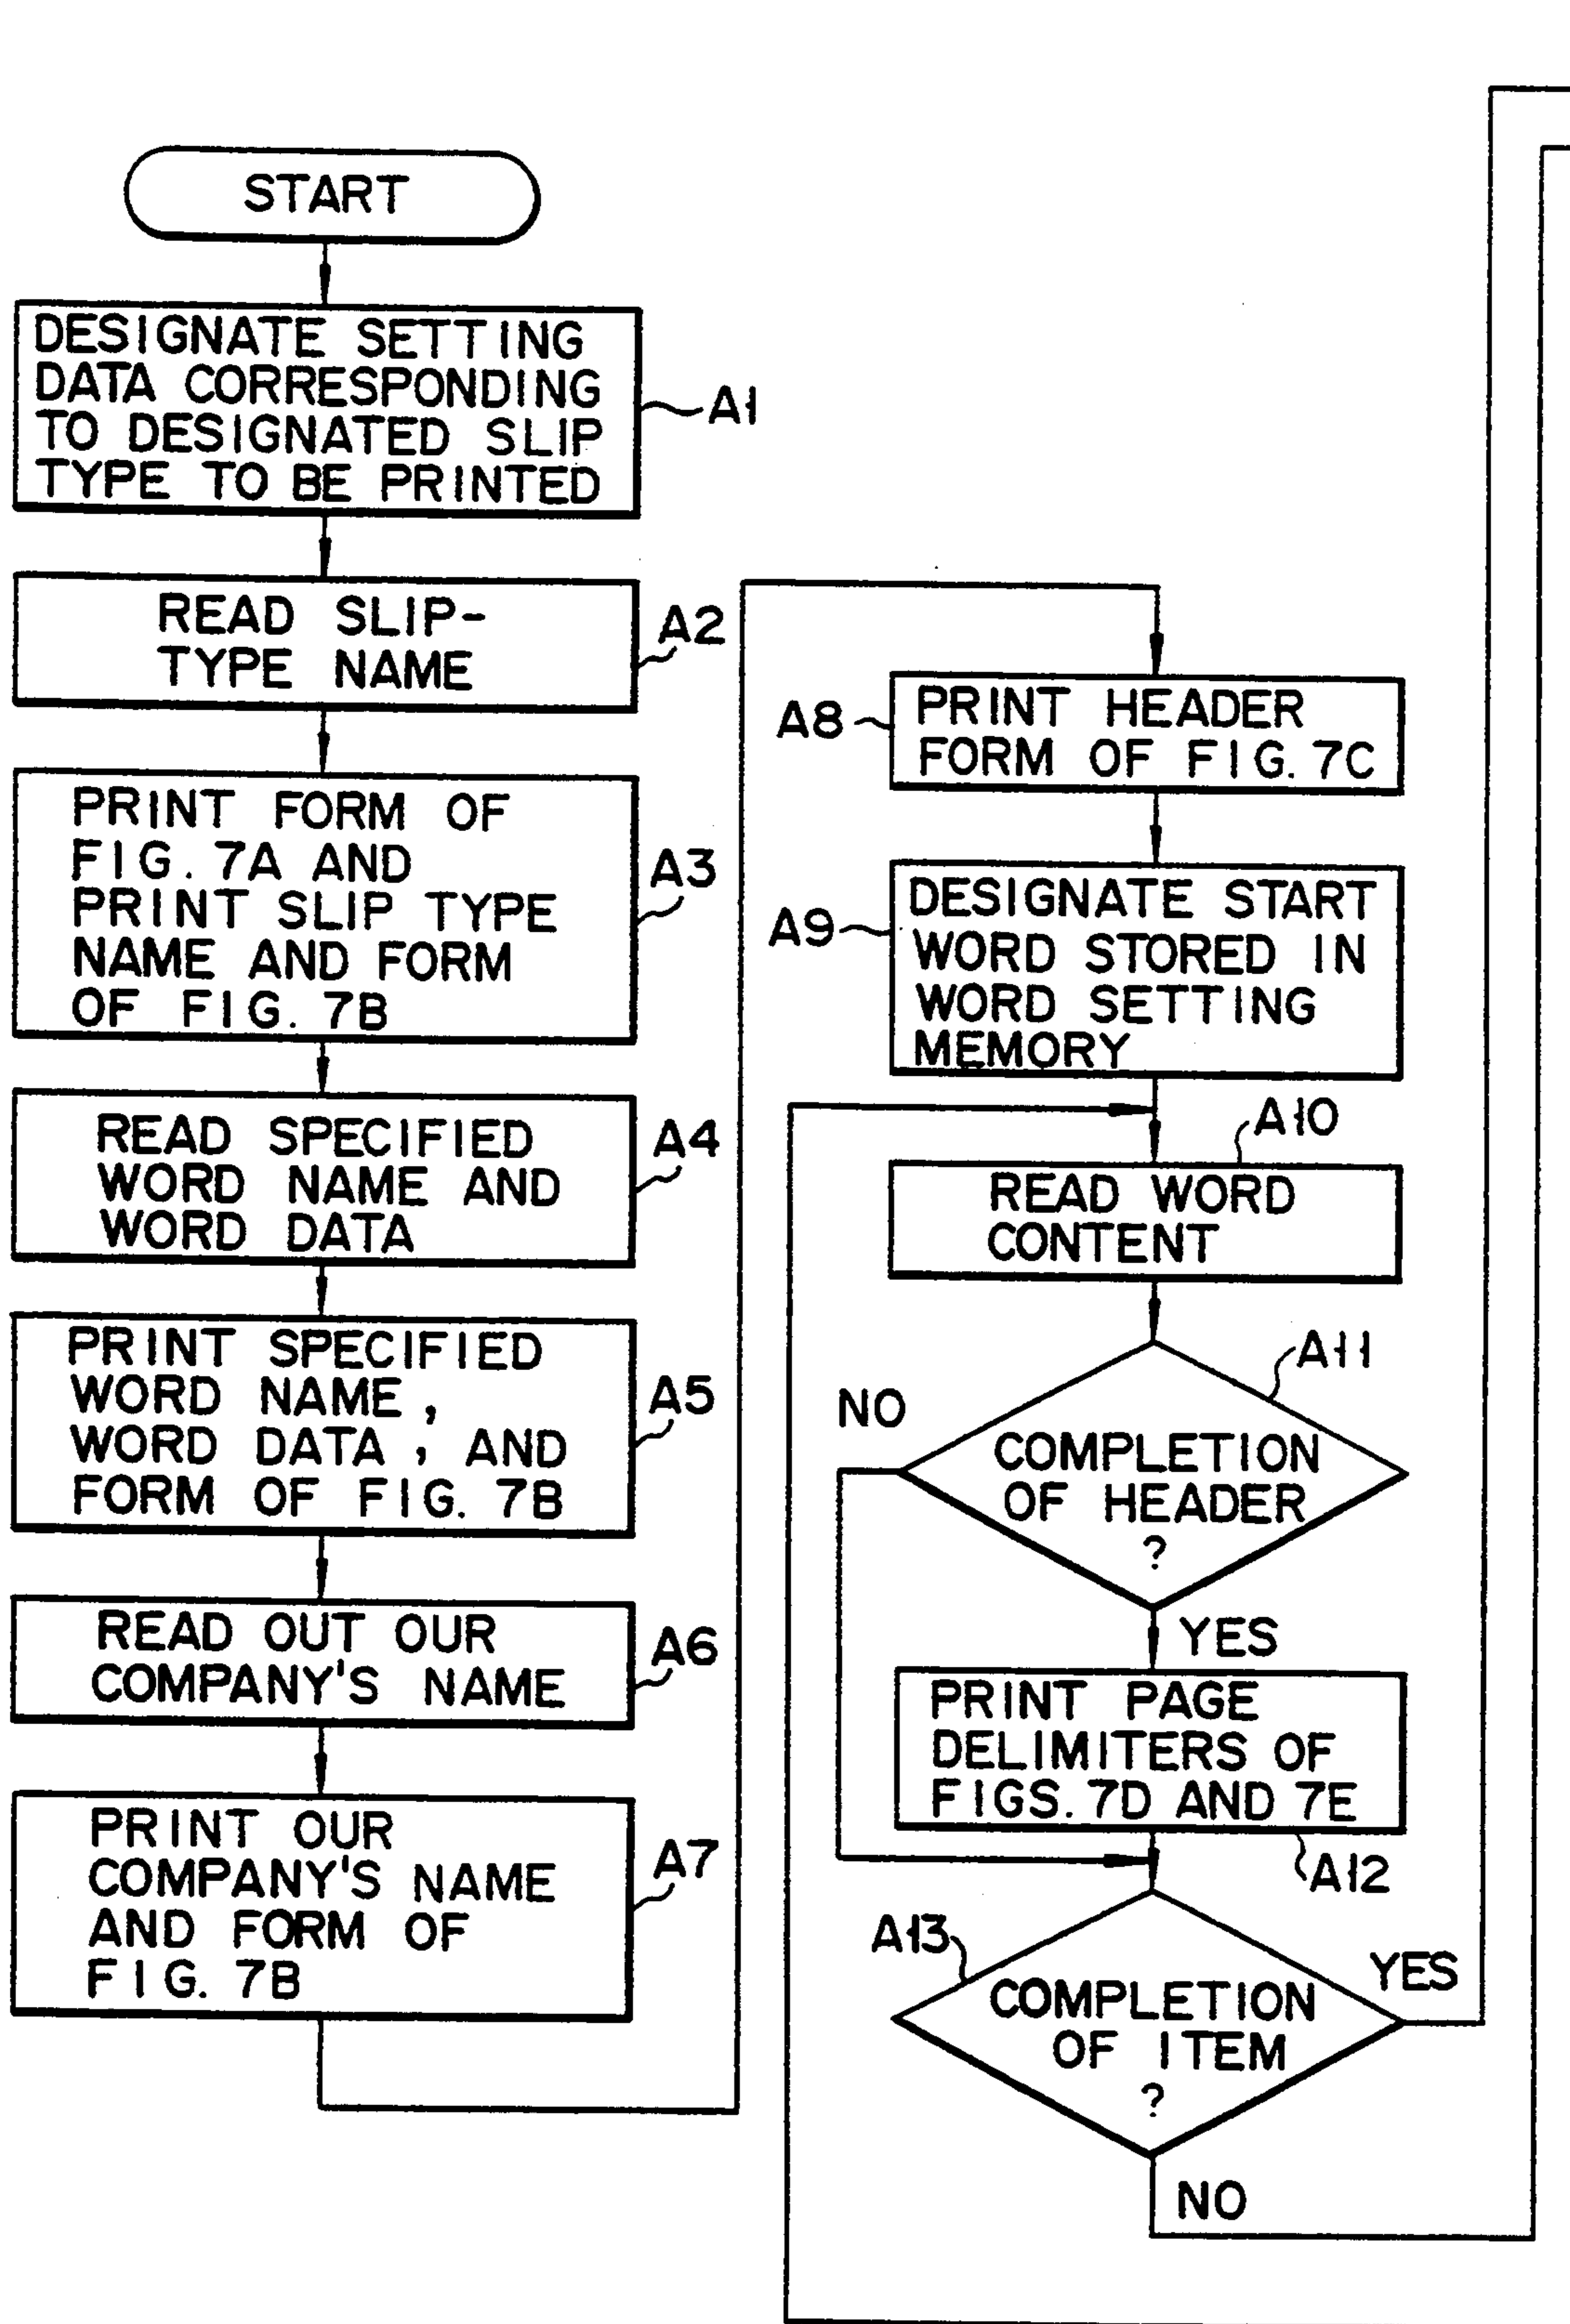 START
DESIGNATE SETTING
DATA CORRESPONDING
TO DESIGNATED SLIP
TYPE TO BE PRINTED
A1
READ SLIP-
TYPE NAME
A2
PRINT FORM OF
FIG. 7A AND
PRINT SLIP TYPE
NAME AND FORM
OF FIG. 7B
A3
READ SPECIFIED
WORD NAME AND
WORD DATA
A4
PRINT SPECIFIED
WORD NAME,
WORD DATA, AND
FORM OF FIG. 7B
A5
READ OUT OUR
COMPANY'S NAME
A6
PRINT OUR
COMPANY'S NAME
AND FORM OF
FIG. 7B
A7
A8
PRINT HEADER
FORM OF FIG. 7C
A9
DESIGNATE START
WORD STORED IN
WORD SETTING
MEMORY
A10
READ WORD
CONTENT
A11
NO
COMPLETION
OF HEADER
?
YES
PRINT PAGE
DELIMITERS OF
FIGS. 7D AND 7E
A12
A13
YES
COMPLETION
OF ITEM
?
NO